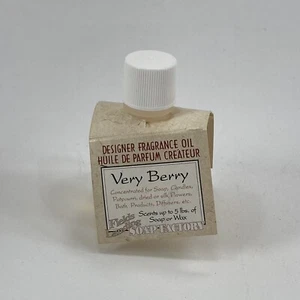 DESIGNER FRAGRANCE OIL
HUILE DE PARFUM CREATEUR
Very Berry
Concentrated for Soap, Candles,
Potpourri, dried or silk flowers,
Bath Products, Diffusers, etc.
Scents up to 5 lbs. of
Soap or Wax
SOAP FACTORY